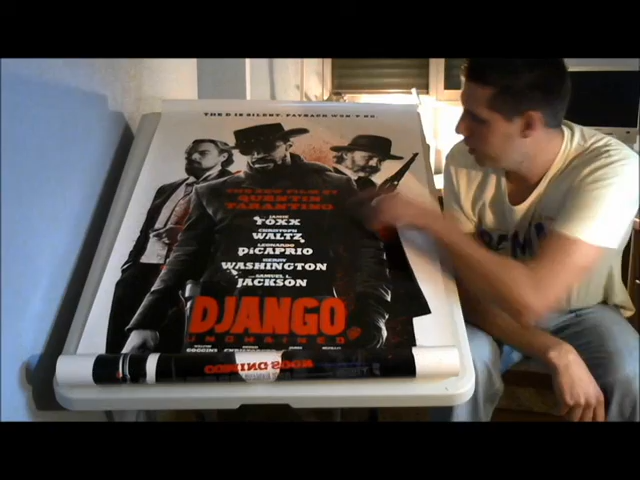 THE D IS SILENT. PAYBACK WON'T BE.
THE NEW FILM BY
QUENTIN
TARANTINO
JAMIE
FOXX
CHRISTOPH
WALTZ
LEONARDO
DiCAPRIO
KERRY
WASHINGTON
SAMUEL L.
JACKSON
DJANGO
UNCHAINED
COMING SOON